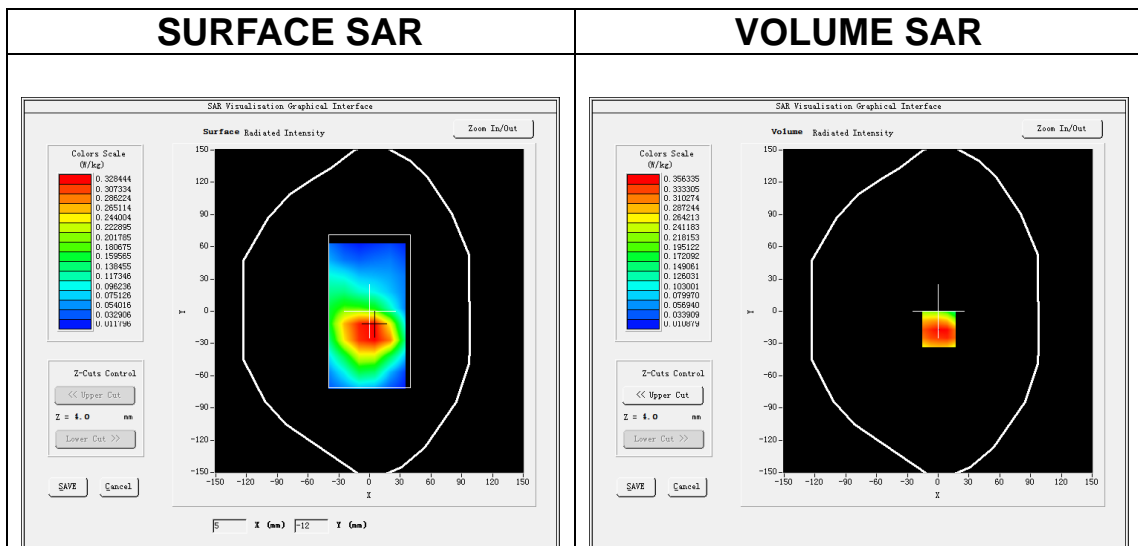 SURFACE SAR
VOLUME SAR
SAR Visualisation Graphical Interface
Surface Radiated Intensity
Zoom In/Out
Colors Scale
(W/kg)
0.328444
0.307334
0.286224
0.265114
0.244004
0.222895
0.201785
0.180675
0.159565
0.138455
0.117346
0.096236
0.075126
0.054016
0.032906
0.011796
150
120
90
60
30
0
-30
-60
-90
-120
-150
Y
-150 -120 -90 -60 -30 0 30 60 90 120 150
X
Z-Cuts Control
<< Upper Cut
Z = 4.0 mm
Lower Cut >>
SAVE Cancel
5 X (mm) -12 Y (mm)
SAR Visualisation Graphical Interface
Volume Radiated Intensity
Zoom In/Out
Colors Scale
(W/kg)
0.356335
0.333305
0.310274
0.287244
0.264213
0.241183
0.218153
0.195122
0.172092
0.149061
0.126031
0.103001
0.079970
0.056940
0.033909
0.010879
150
120
90
60
30
0
-30
-60
-90
-120
-150
Y
-150 -120 -90 -60 -30 0 30 60 90 120 150
X
Z-Cuts Control
<< Upper Cut
Z = 4.0 mm
Lower Cut >>
SAVE Cancel